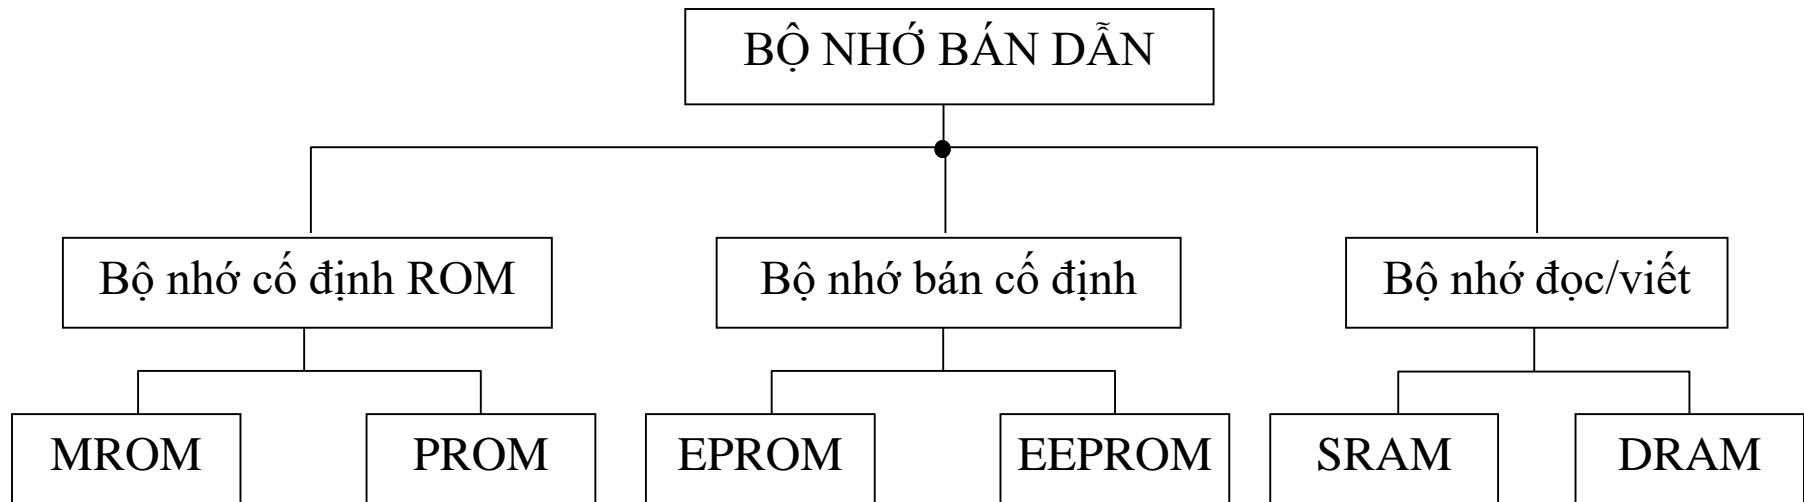 BỘ NHỚ BÁN DẪN
Bộ nhớ cố định ROM
Bộ nhớ bán cố định
Bộ nhớ đọc/viết
MROM
PROM
EPROM
EEPROM
SRAM
DRAM